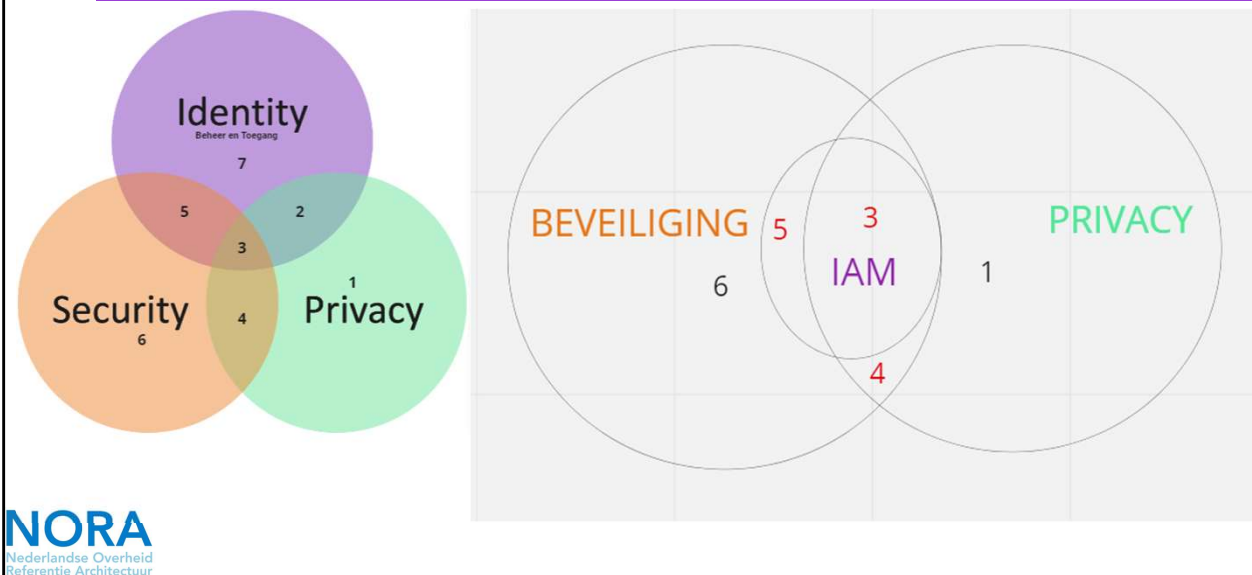 Identity
Beheer en Toegang
7
5
2
3
1
Security
Privacy
4
6
BEVEILIGING
5
3
PRIVACY
IAM
6
1
4
NORA
Nederlandse Overheid
Referentie Architectuur